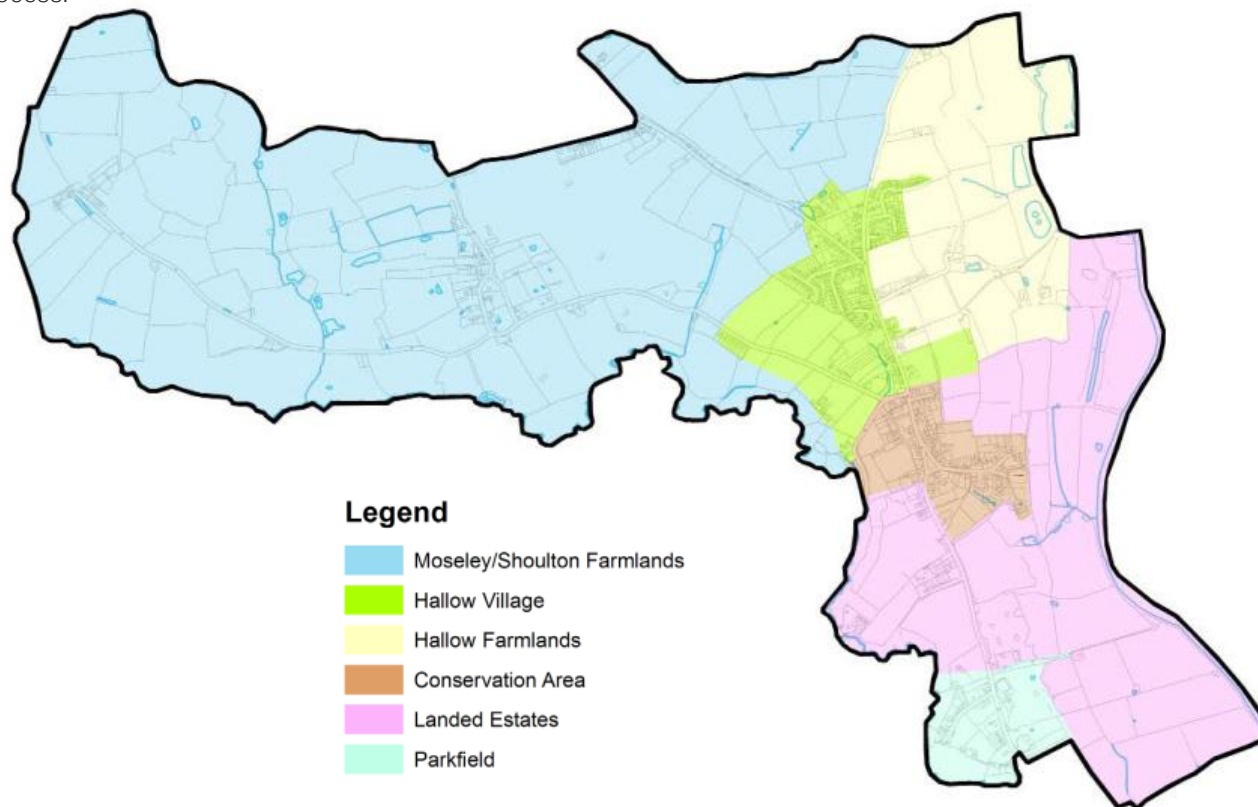 Legend
Moseley/Shoulton Farmlands
Hallow Village
Hallow Farmlands
Conservation Area
Landed Estates
Parkfield